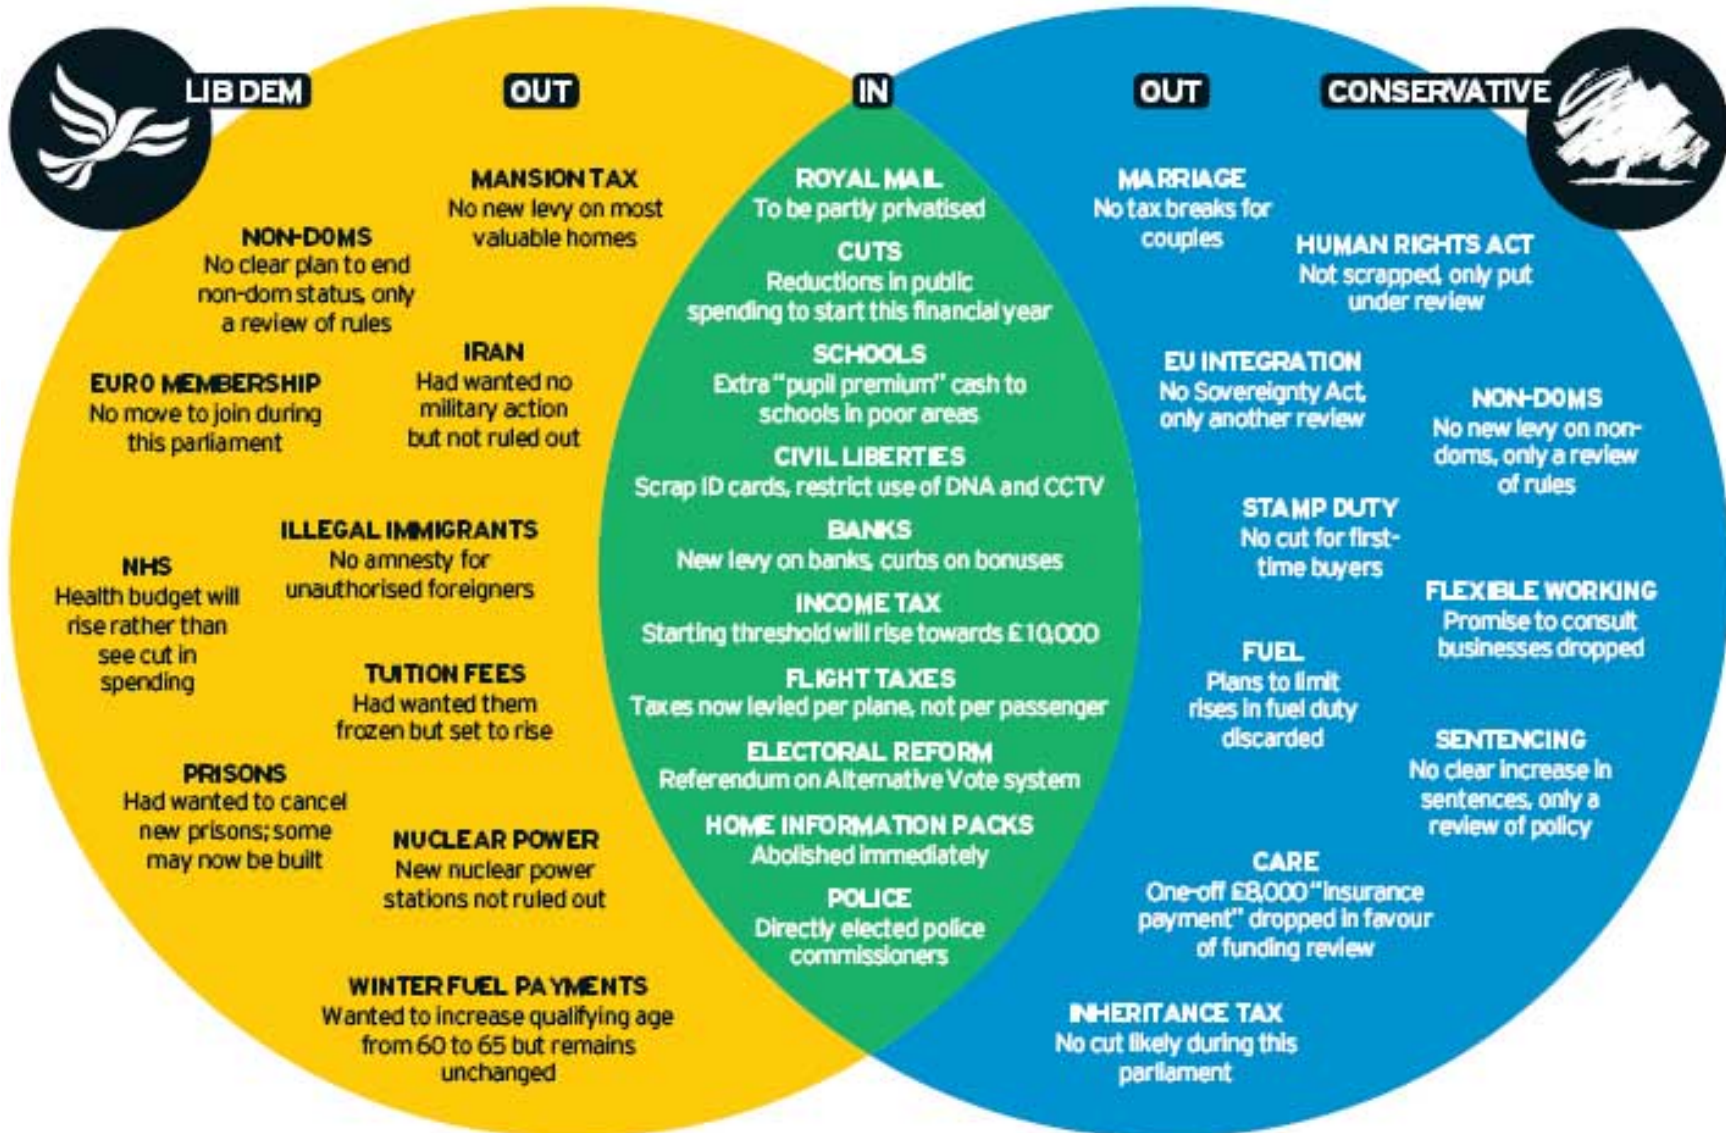 LIB DEM
OUT
IN
OUT
CONSERVATIVE
MANSION TAX
No new levy on most
valuable homes
NON-DOMS
No clear plan to end
non-dom status, only
a review of rules
IRAN
Had wanted no
military action
but not ruled out
EURO MEMBERSHIP
No move to join during
this parliament
ILLEGAL IMMIGRANTS
No amnesty for
unauthorised foreigners
NHS
Health budget will
rise rather than
see cut in
spending
TUITION FEES
Had wanted them
frozen but set to rise
PRISONS
Had wanted to cancel
new prisons; some
may now be built
NUCLEAR POWER
New nuclear power
stations not ruled out
WINTER FUEL PAYMENTS
Wanted to increase qualifying age
from 60 to 65 but remains
unchanged
ROYAL MAIL
To be partly privatised
CUTS
Reductions in public
spending to start this financial year
SCHOOLS
Extra "pupil premium" cash to
schools in poor areas
CIVIL LIBERTIES
Scrap ID cards, restrict use of DNA and CCTV
BANKS
New levy on banks, curbs on bonuses
INCOME TAX
Starting threshold will rise towards £10,000
FLIGHT TAXES
Taxes now levied per plane, not per passenger
ELECTORAL REFORM
Referendum on Alternative Vote system
HOME INFORMATION PACKS
Abolished immediately
POLICE
Directly elected police
commissioners
MARRIAGE
No tax breaks for
couples
HUMAN RIGHTS ACT
Not scrapped, only put
under review
EU INTEGRATION
No Sovereignty Act,
only another review
NON-DOMS
No new levy on non-
doms, only a review
of rules
STAMP DUTY
No cut for first-
time buyers
FLEXIBLE WORKING
Promise to consult
businesses dropped
FUEL
Plans to limit
rises in fuel duty
discarded
SENTENCING
No clear increase in
sentences, only a
review of policy
CARE
One-off £8,000 "insurance
payment" dropped in favour
of funding review
INHERITANCE TAX
No cut likely during this
parliament